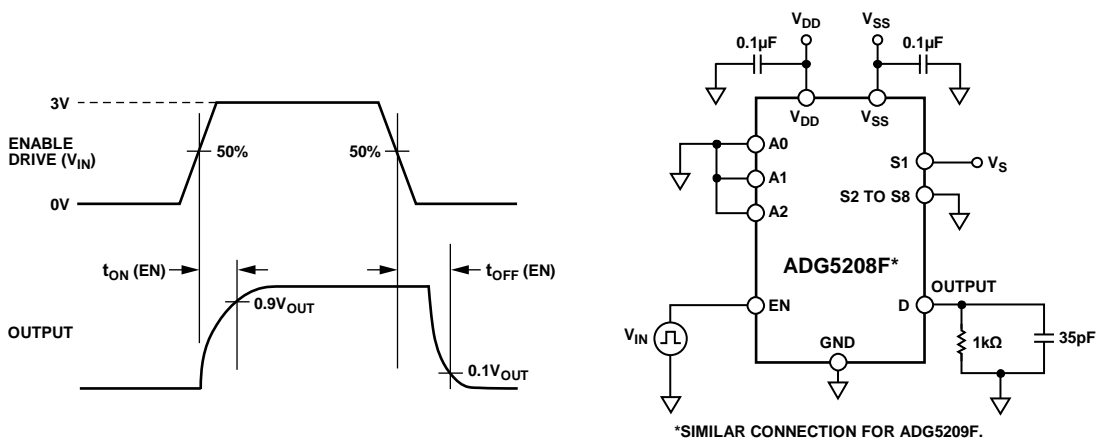 3V
ENABLE
DRIVE (VIN)
50%
50%
0V
tON (EN)
tOFF (EN)
0.9VOUT
OUTPUT
0.1VOUT
VDD
VSS
0.1µF
0.1µF
VDD
VSS
A0
A1
A2
S1
VS
S2 TO S8
ADG5208F*
OUTPUT
EN
D
VIN
GND
1kΩ
35pF
*SIMILAR CONNECTION FOR ADG5209F.